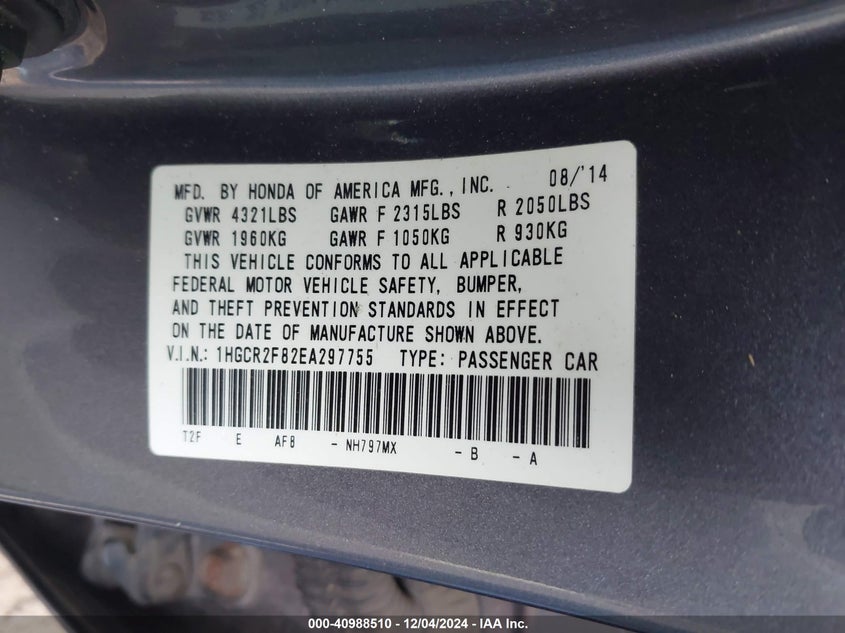 MFD. BY HONDA OF AMERICA MFG., INC. 08/'14
GVWR 4321LBS GAWR F 2315LBS R 2050LBS
GVWR 1960KG GAWR F 1050KG R 930KG
THIS VEHICLE CONFORMS TO ALL APPLICABLE
FEDERAL MOTOR VEHICLE SAFETY, BUMPER,
AND THEFT PREVENTION STANDARDS IN EFFECT
ON THE DATE OF MANUFACTURE SHOWN ABOVE.
V.I.N.: 1HGCR2F82EA297755 TYPE: PASSENGER CAR
T2F E AF8 - NH797MX - B - A
000-40988510 - 12/04/2024 - IAA Inc.